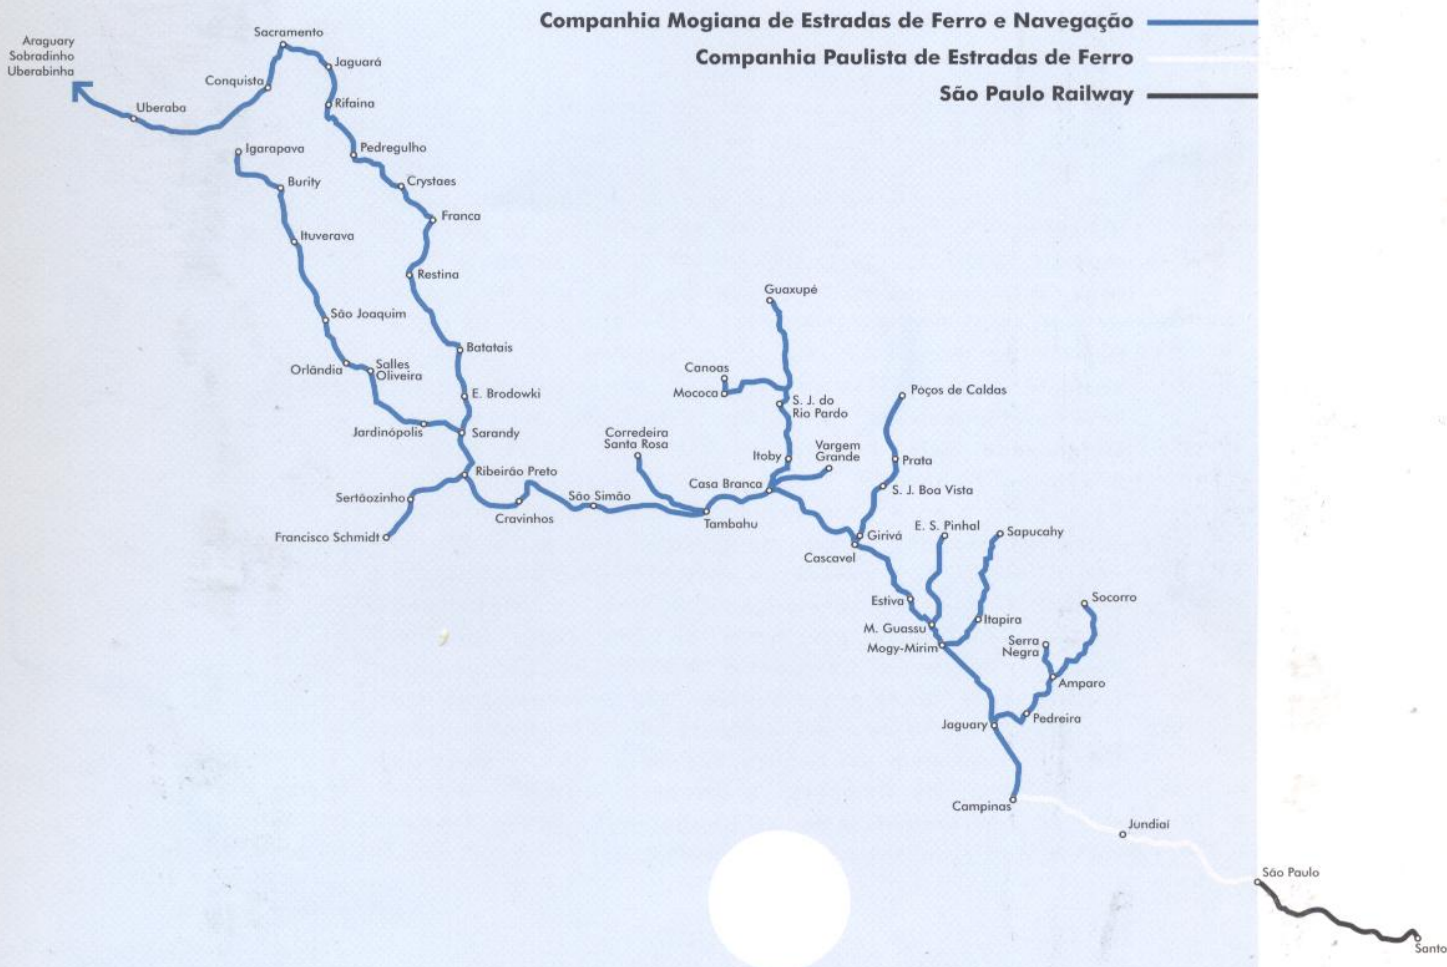 Companhia Mogiana de Estradas de Ferro e Navegação
Companhia Paulista de Estradas de Ferro
São Paulo Railway
Araguary
Sobradinho
Uberabinha
Uberaba
Conquista
Sacramento
Jaguará
Rifaina
Pedregulho
Crystaes
Franca
Restina
Batatais
E. Brodowki
Sarandy
Igarapava
Burity
Ituverava
São Joaquim
Orlândia
Salles
Oliveira
Jardinópolis
Ribeirão Preto
Sertãozinho
Francisco Schmidt
Cravinhos
São Simão
Corredeira
Santa Rosa
Tambahu
Casa Branca
Guaxupé
Canoas
Mococa
S. J. do
Rio Pardo
Itoby
Vargem
Grande
Poços de Caldas
Prata
S. J. Boa Vista
Girivá
Cascavel
E. S. Pinhal
Sapucahy
Estiva
M. Guassu
Mogy-Mirim
Itapira
Serra
Negra
Socorro
Amparo
Pedreira
Jaguary
Campinas
Jundiaí
São Paulo
Santo